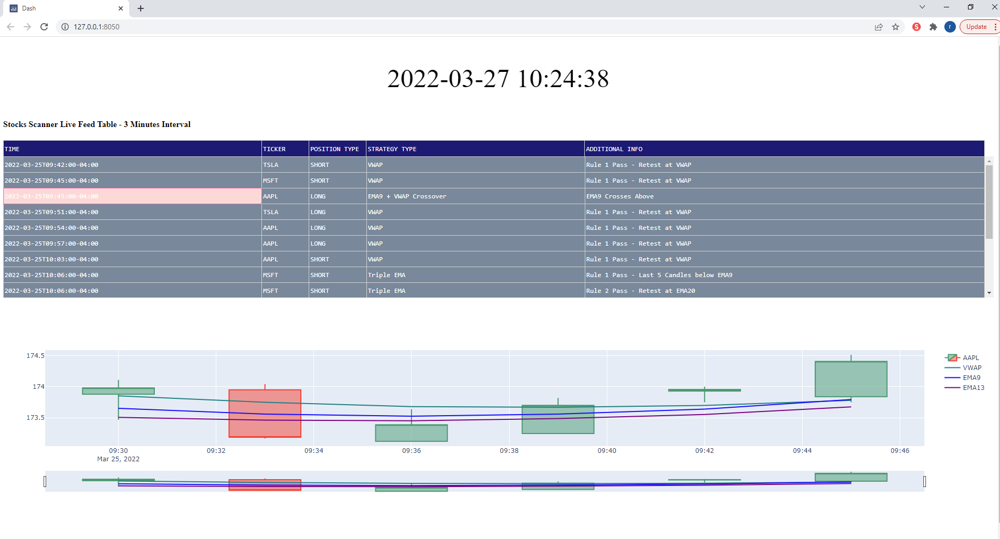 Dash
127.0.0.1:8050
S
r
Update
2022-03-27 10:24:38
Stocks Scanner Live Feed Table - 3 Minutes Interval
TIME TICKER POSITION TYPE STRATEGY TYPE ADDITIONAL INFO
2022-03-25T09:42:00-04:00 TSLA SHORT VWAP Rule 1 Pass - Retest at VWAP
2022-03-25T09:45:00-04:00 MSFT SHORT VWAP Rule 1 Pass - Retest at VWAP
2022-03-25T09:45:00-04:00 AAPL LONG EMA9 + VWAP Crossover EMA9 Crosses Above
2022-03-25T09:51:00-04:00 TSLA LONG VWAP Rule 1 Pass - Retest at VWAP
2022-03-25T09:54:00-04:00 AAPL LONG VWAP Rule 1 Pass - Retest at VWAP
2022-03-25T09:57:00-04:00 AAPL LONG VWAP Rule 1 Pass - Retest at VWAP
2022-03-25T10:03:00-04:00 AAPL SHORT VWAP Rule 1 Pass - Retest at VWAP
2022-03-25T10:06:00-04:00 MSFT SHORT Triple EMA Rule 1 Pass - Last 5 Candles below EMA9
2022-03-25T10:06:00-04:00 MSFT SHORT Triple EMA Rule 2 Pass - Retest at EMA20
174.5
174
173.5
AAPL
VWAP
EMA9
EMA13
09:30 09:32 09:34 09:36 09:38 09:40 09:42 09:44 09:46
Mar 25, 2022